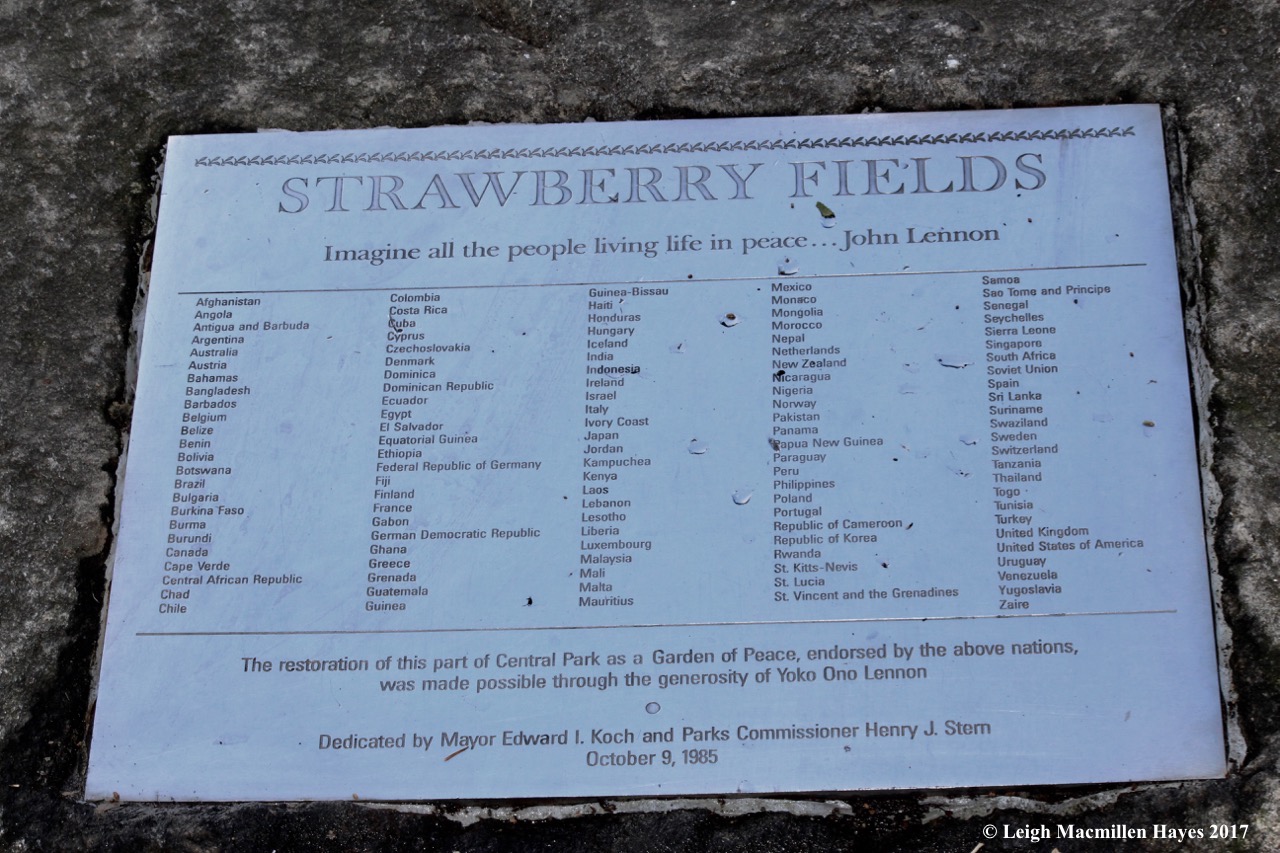 STRAWBERRY FIELDS
Imagine all the people living life in peace... John Lennon
Afghanistan
Angola
Antigua and Barbuda
Argentina
Australia
Austria
Bahamas
Bangladesh
Barbados
Belgium
Belize
Benin
Bolivia
Botswana
Brazil
Bulgaria
Burkina Faso
Burma
Burundi
Canada
Cape Verde
Central African Republic
Chad
Chile
Colombia
Costa Rica
Cuba
Cyprus
Czechoslovakia
Denmark
Dominica
Dominican Republic
Ecuador
Egypt
El Salvador
Equatorial Guinea
Ethiopia
Federal Republic of Germany
Fiji
Finland
France
Gabon
German Democratic Republic
Ghana
Greece
Grenada
Guatemala
Guinea
Guinea-Bissau
Haiti
Honduras
Hungary
Iceland
India
Indonesia
Ireland
Israel
Italy
Ivory Coast
Japan
Jordan
Kampuchea
Kenya
Laos
Lebanon
Lesotho
Liberia
Luxembourg
Malaysia
Mali
Malta
Mauritius
Mexico
Monaco
Mongolia
Morocco
Nepal
Netherlands
New Zealand
Nicaragua
Nigeria
Norway
Pakistan
Panama
Papua New Guinea
Paraguay
Peru
Philippines
Poland
Portugal
Republic of Cameroon
Republic of Korea
Rwanda
St. Kitts-Nevis
St. Lucia
St. Vincent and the Grenadines
Samoa
Sao Tome and Principe
Senegal
Seychelles
Sierra Leone
Singapore
South Africa
Soviet Union
Spain
Sri Lanka
Suriname
Swaziland
Sweden
Switzerland
Tanzania
Thailand
Togo
Tunisia
Turkey
United Kingdom
United States of America
Uruguay
Venezuela
Yugoslavia
Zaire
The restoration of this part of Central Park as a Garden of Peace, endorsed by the above nations,
was made possible through the generosity of Yoko Ono Lennon
Dedicated by Mayor Edward I. Koch and Parks Commissioner Henry J. Stern
October 9, 1985
© Leigh Macmillen Hayes 2017